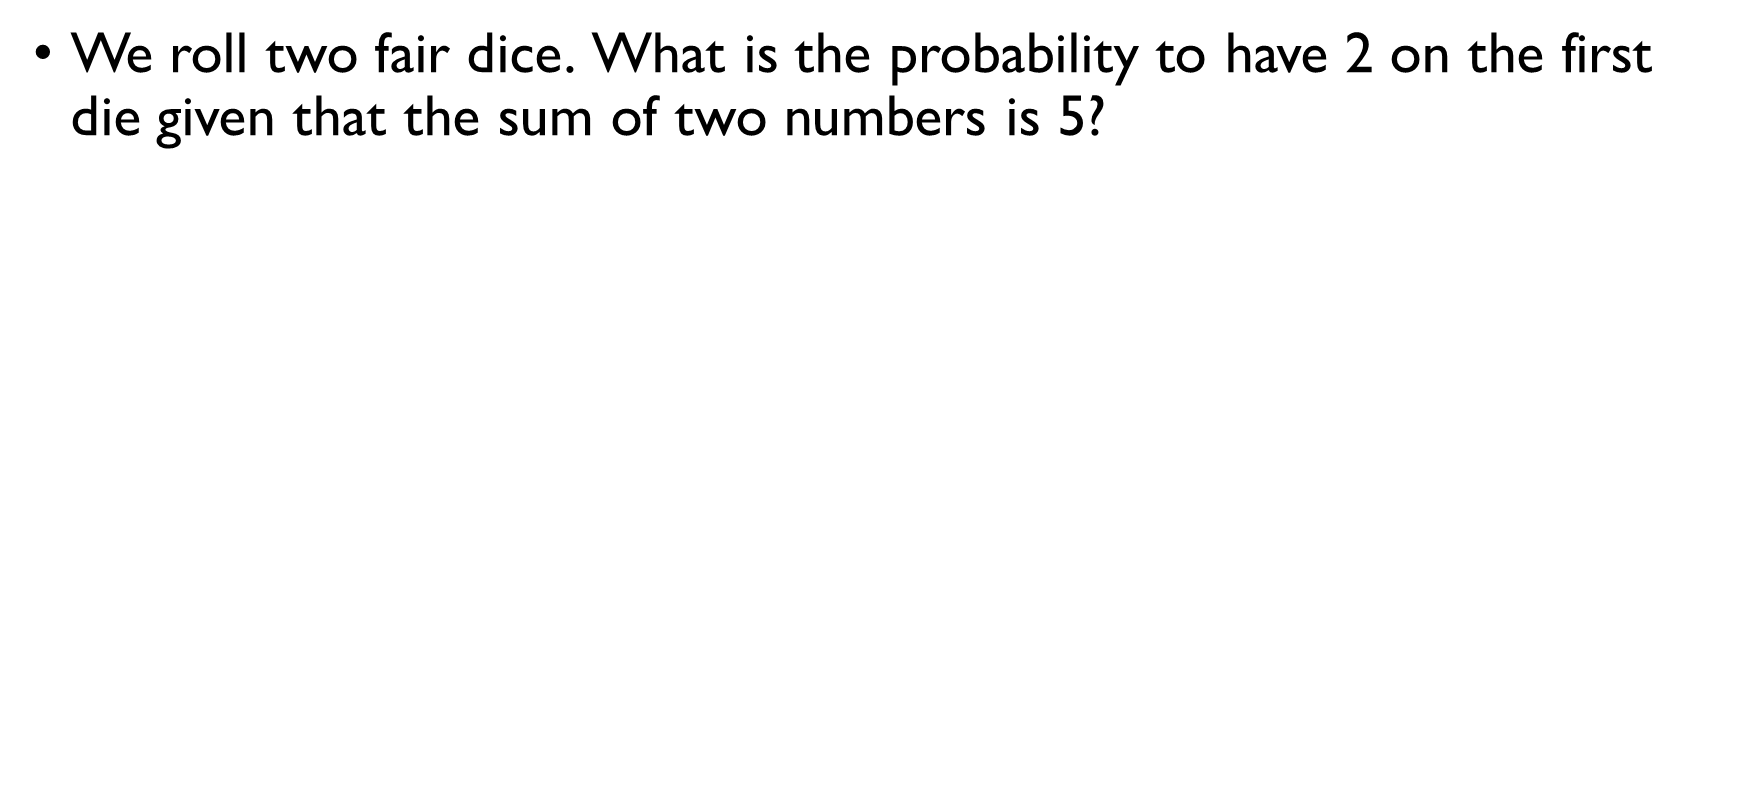 • We roll two fair dice. What is the probability to have 2 on the first
die given that the sum of two numbers is 5?